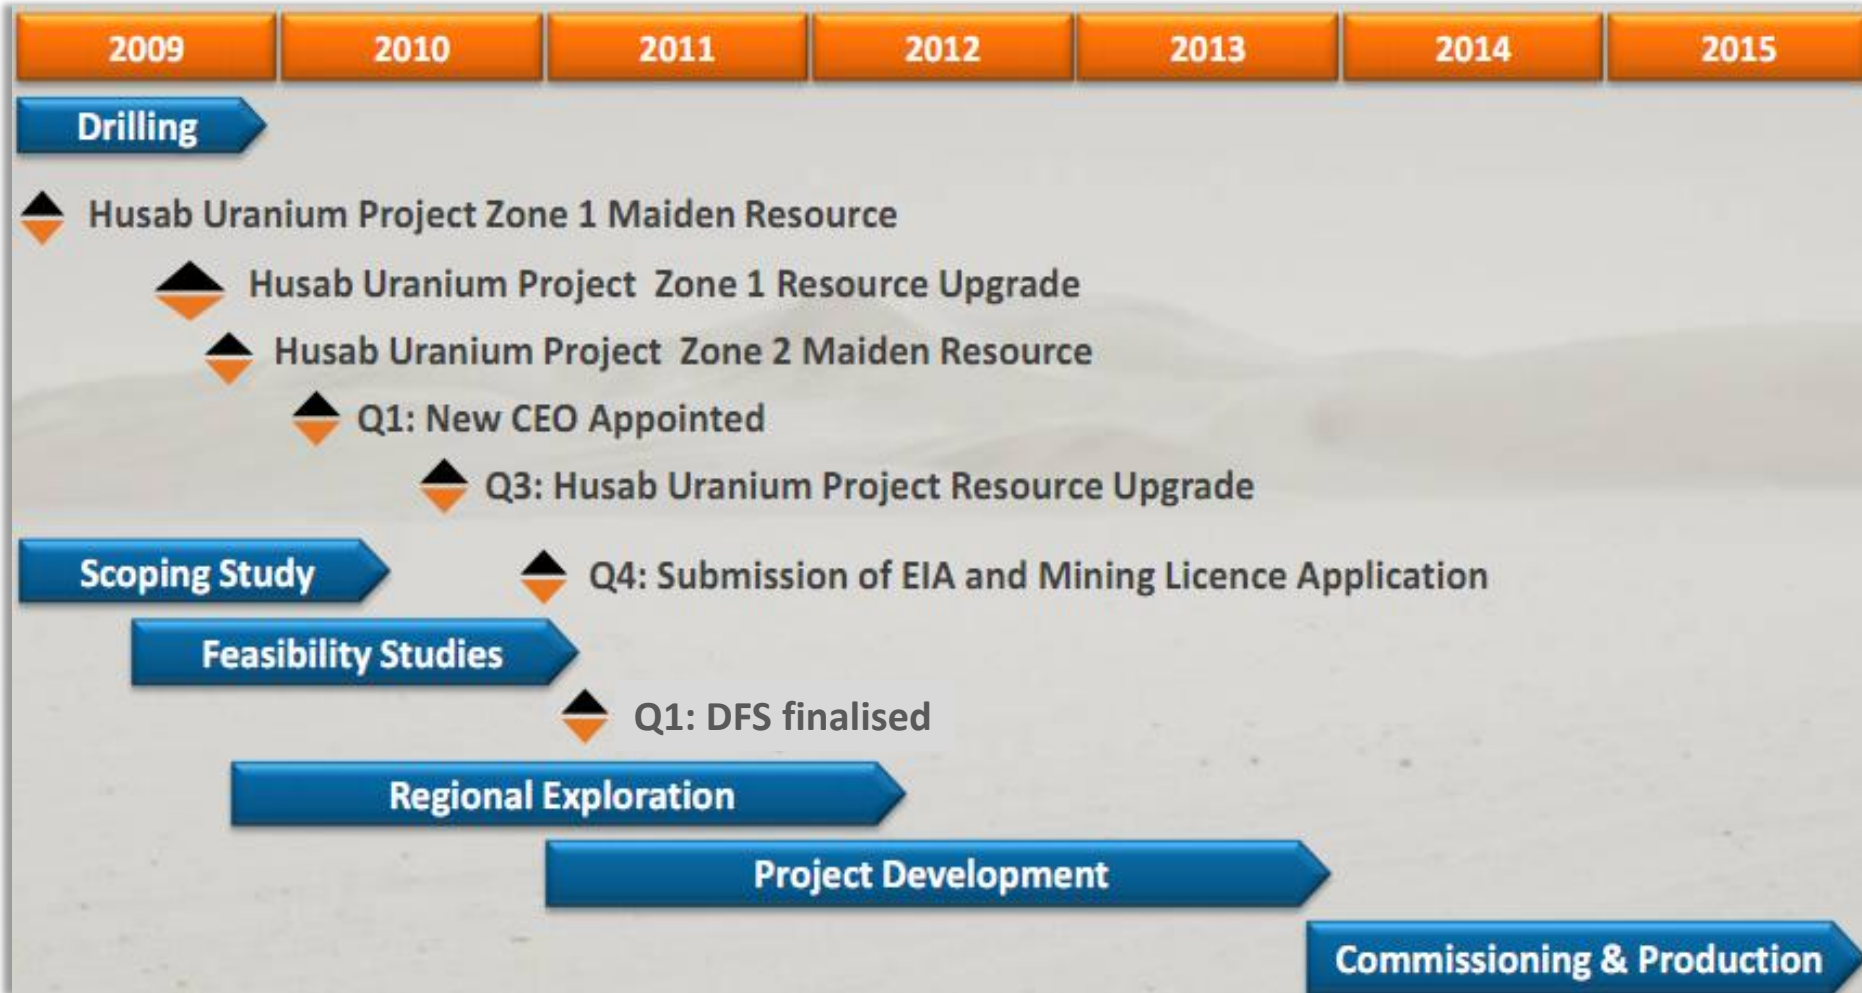 2009 2010 2011 2012 2013 2014 2015
Drilling
Husab Uranium Project Zone 1 Maiden Resource
Husab Uranium Project Zone 1 Resource Upgrade
Husab Uranium Project Zone 2 Maiden Resource
Q1: New CEO Appointed
Q3: Husab Uranium Project Resource Upgrade
Scoping Study Q4: Submission of EIA and Mining Licence Application
Feasibility Studies
Q1: DFS finalised
Regional Exploration
Project Development
Commissioning & Production